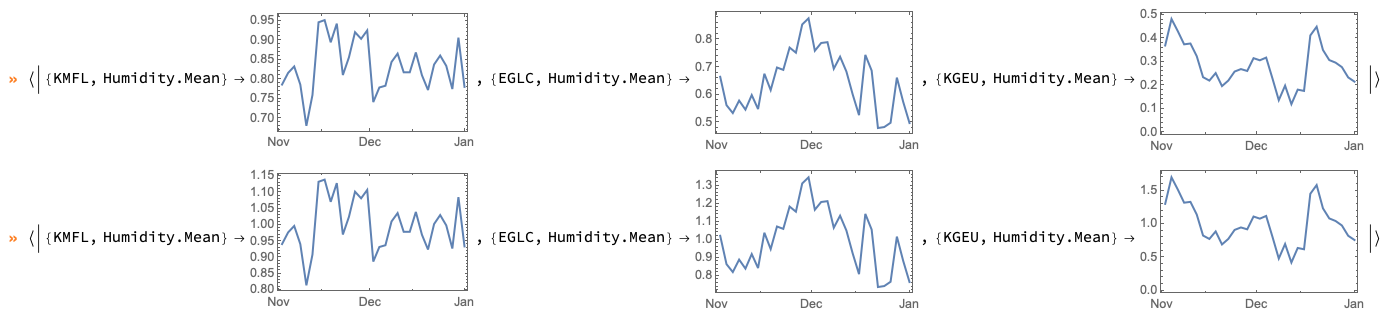 » <| {KMFL, Humidity.Mean} → 0.95 0.90 0.85 0.80 0.75 0.70 Nov Dec Jan , {EGLC, Humidity.Mean} → 0.8 0.7 0.6 0.5 Nov Dec Jan , {KGEU, Humidity.Mean} → 0.5 0.4 0.3 0.2 0.1 0.0 Nov Dec Jan |>
» <| {KMFL, Humidity.Mean} → 1.15 1.10 1.05 1.00 0.95 0.90 0.85 0.80 Nov Dec Jan , {EGLC, Humidity.Mean} → 1.3 1.2 1.1 1.0 0.9 0.8 Nov Dec Jan , {KGEU, Humidity.Mean} → 1.5 1.0 0.5 0.0 Nov Dec Jan |>